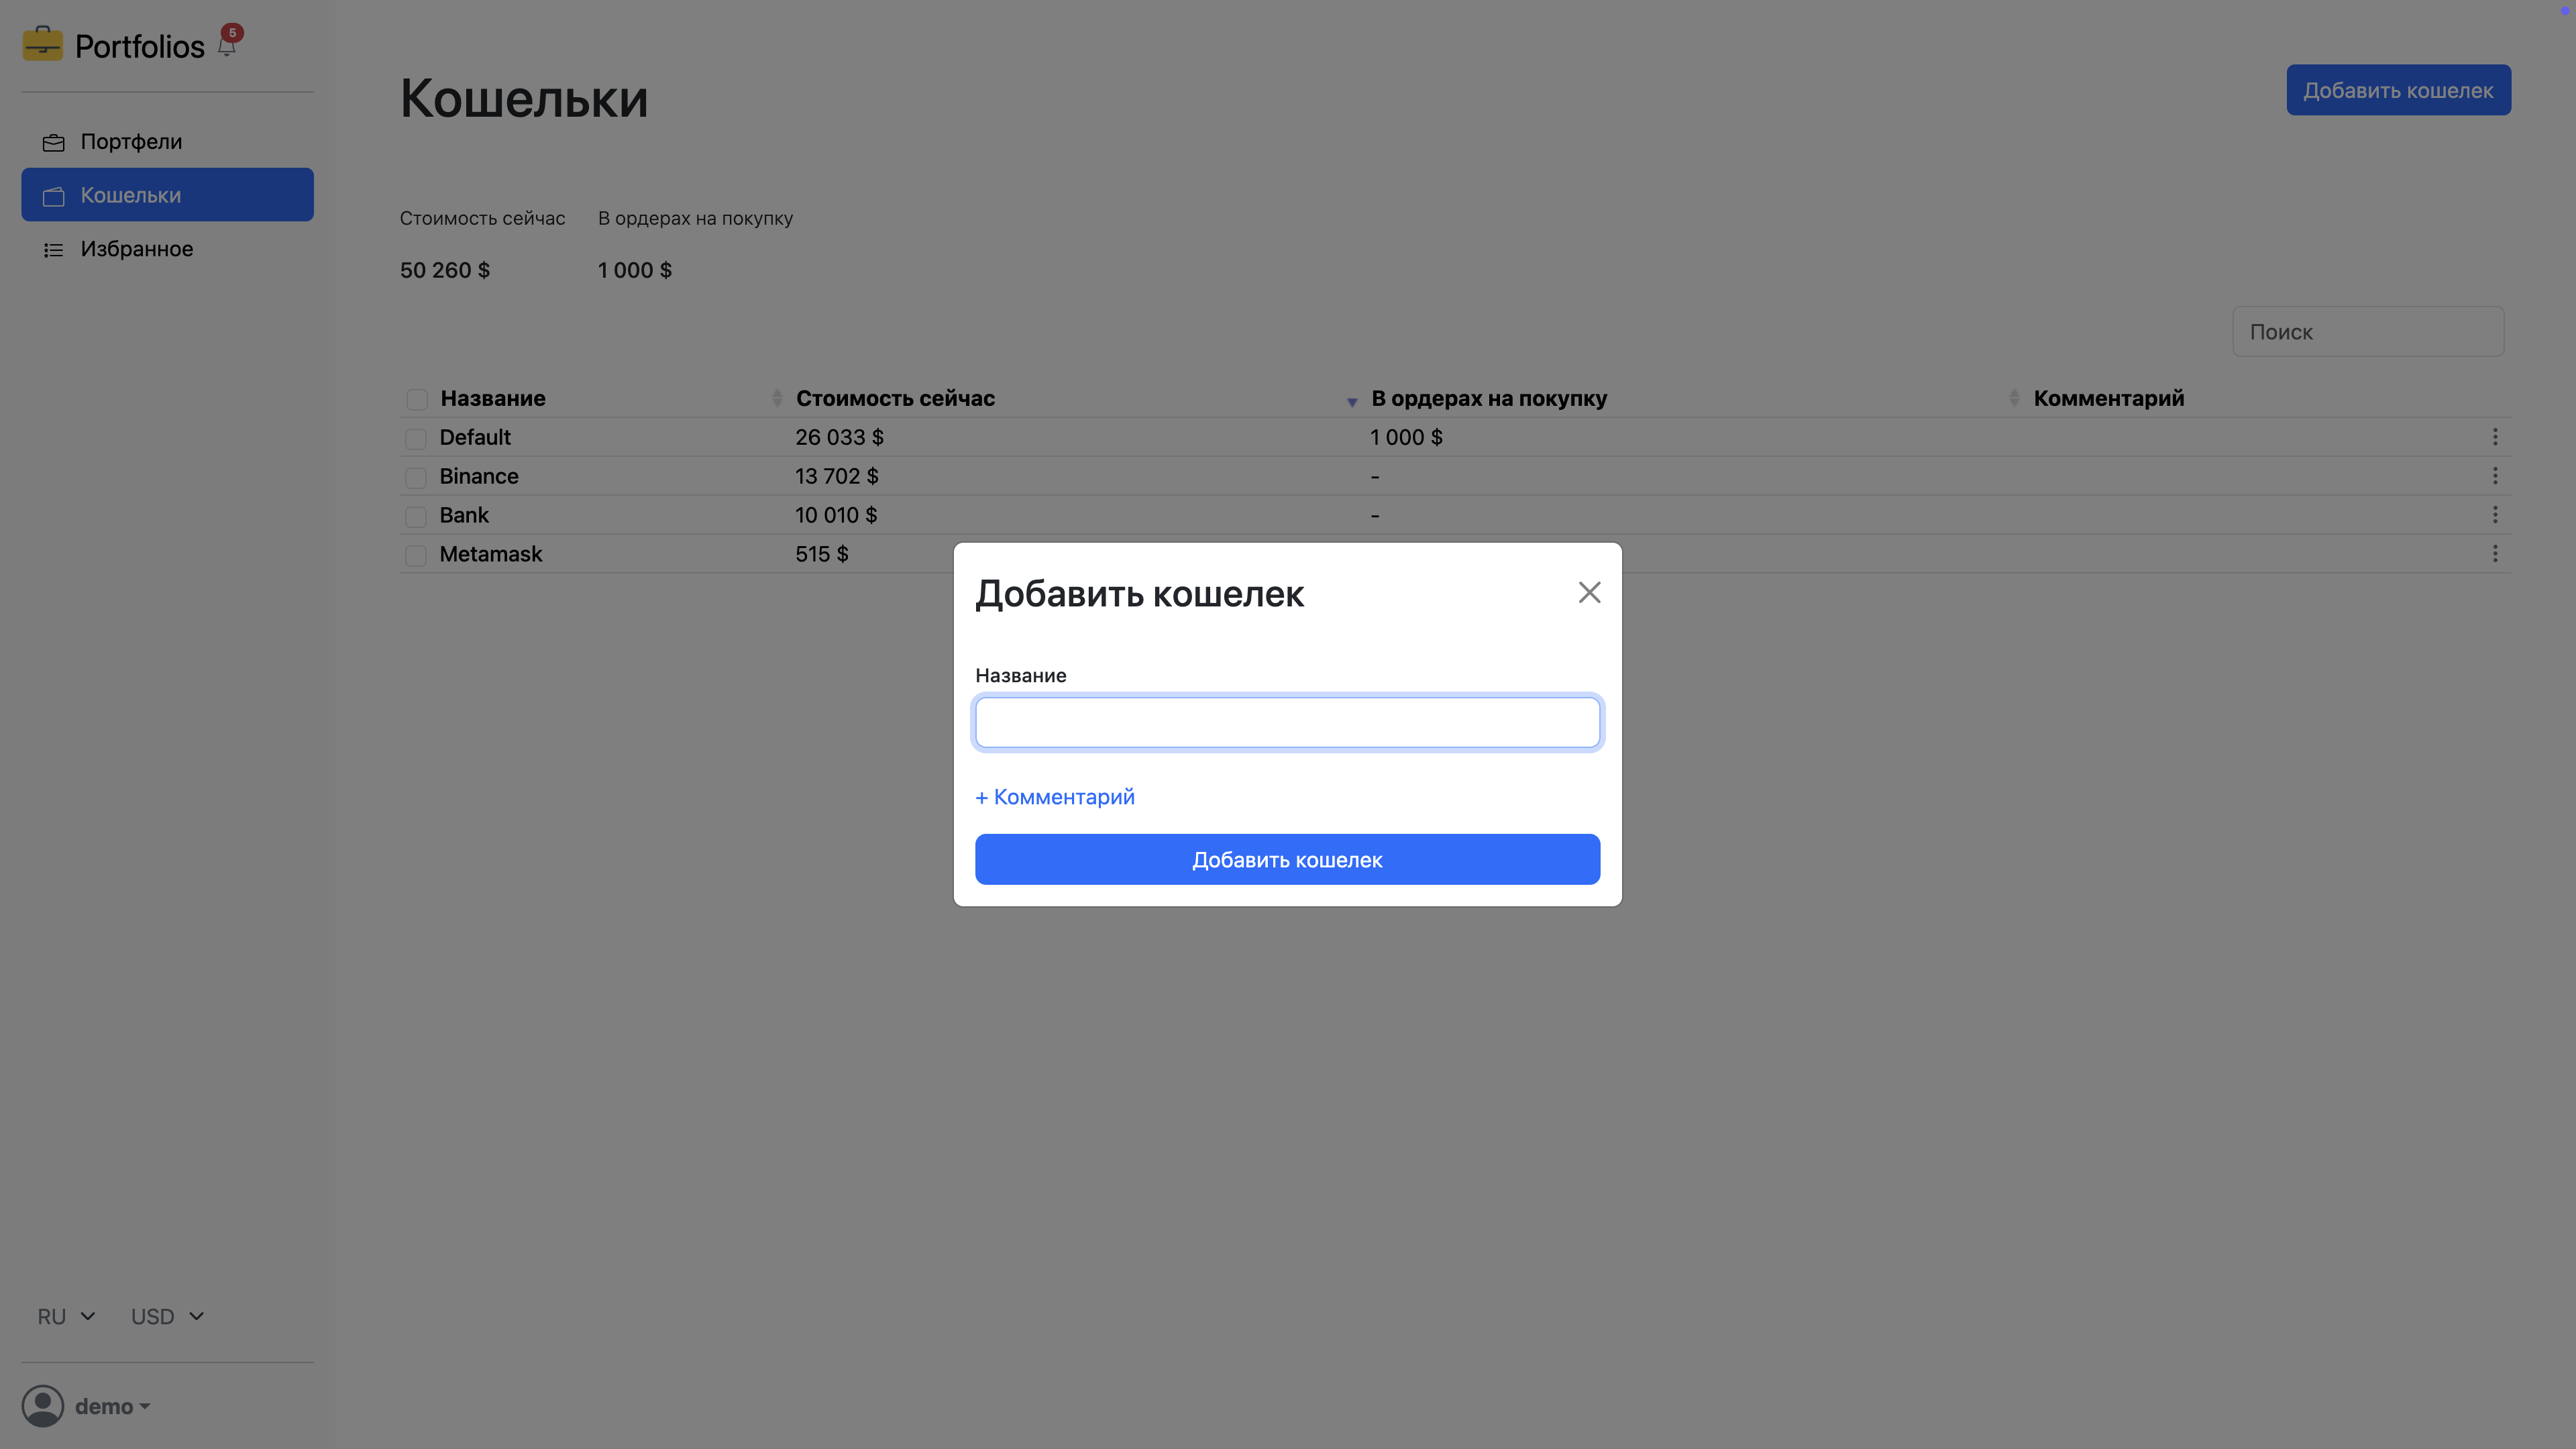 Portfolios
5
Портфели
Кошельки
Избранное
RU
USD
demo
Кошельки
Добавить кошелек
Стоимость сейчас В ордерах на покупку
50 260 $ 1 000 $
Поиск
Название Стоимость сейчас В ордерах на покупку Комментарий
Default 26 033 $ 1 000 $
Binance 13 702 $ -
Bank 10 010 $ -
Metamask 515 $
Добавить кошелек
Название
+ Комментарий
Добавить кошелек